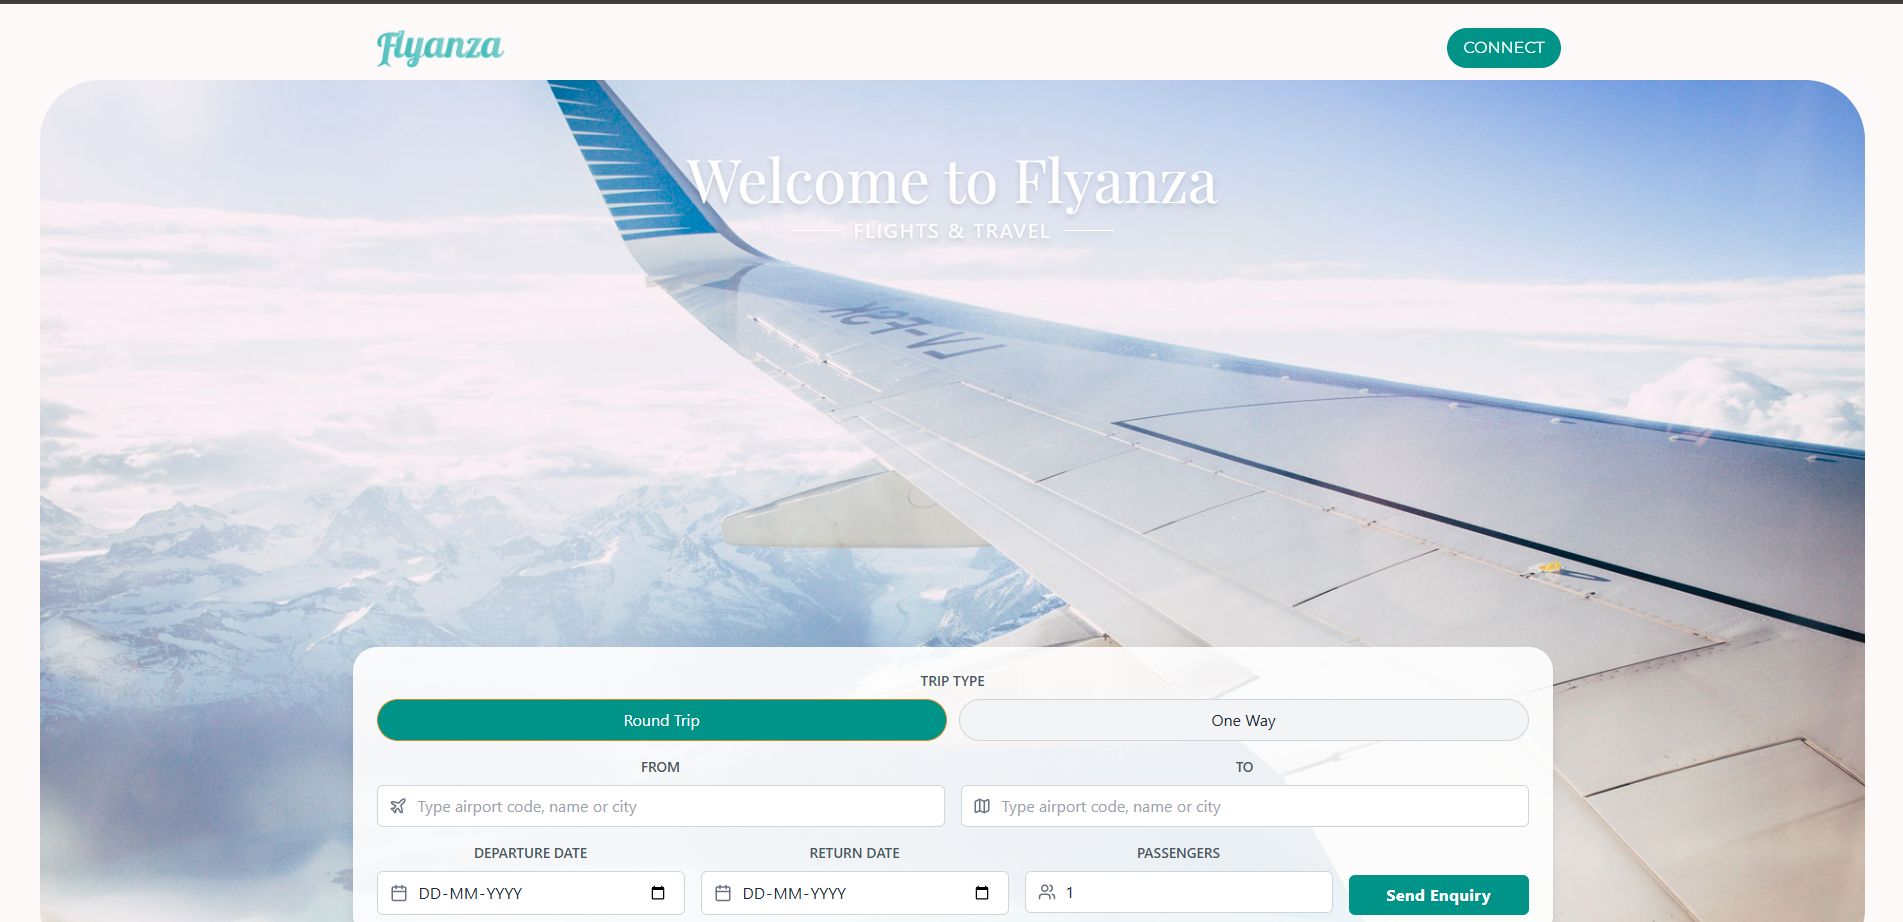 Flyanza
CONNECT
Welcome to Flyanza
FLIGHTS & TRAVEL
TRIP TYPE
Round Trip
One Way
FROM
TO
Type airport code, name or city
Type airport code, name or city
DEPARTURE DATE
RETURN DATE
PASSENGERS
DD-MM-YYYY
DD-MM-YYYY
1
Send Enquiry